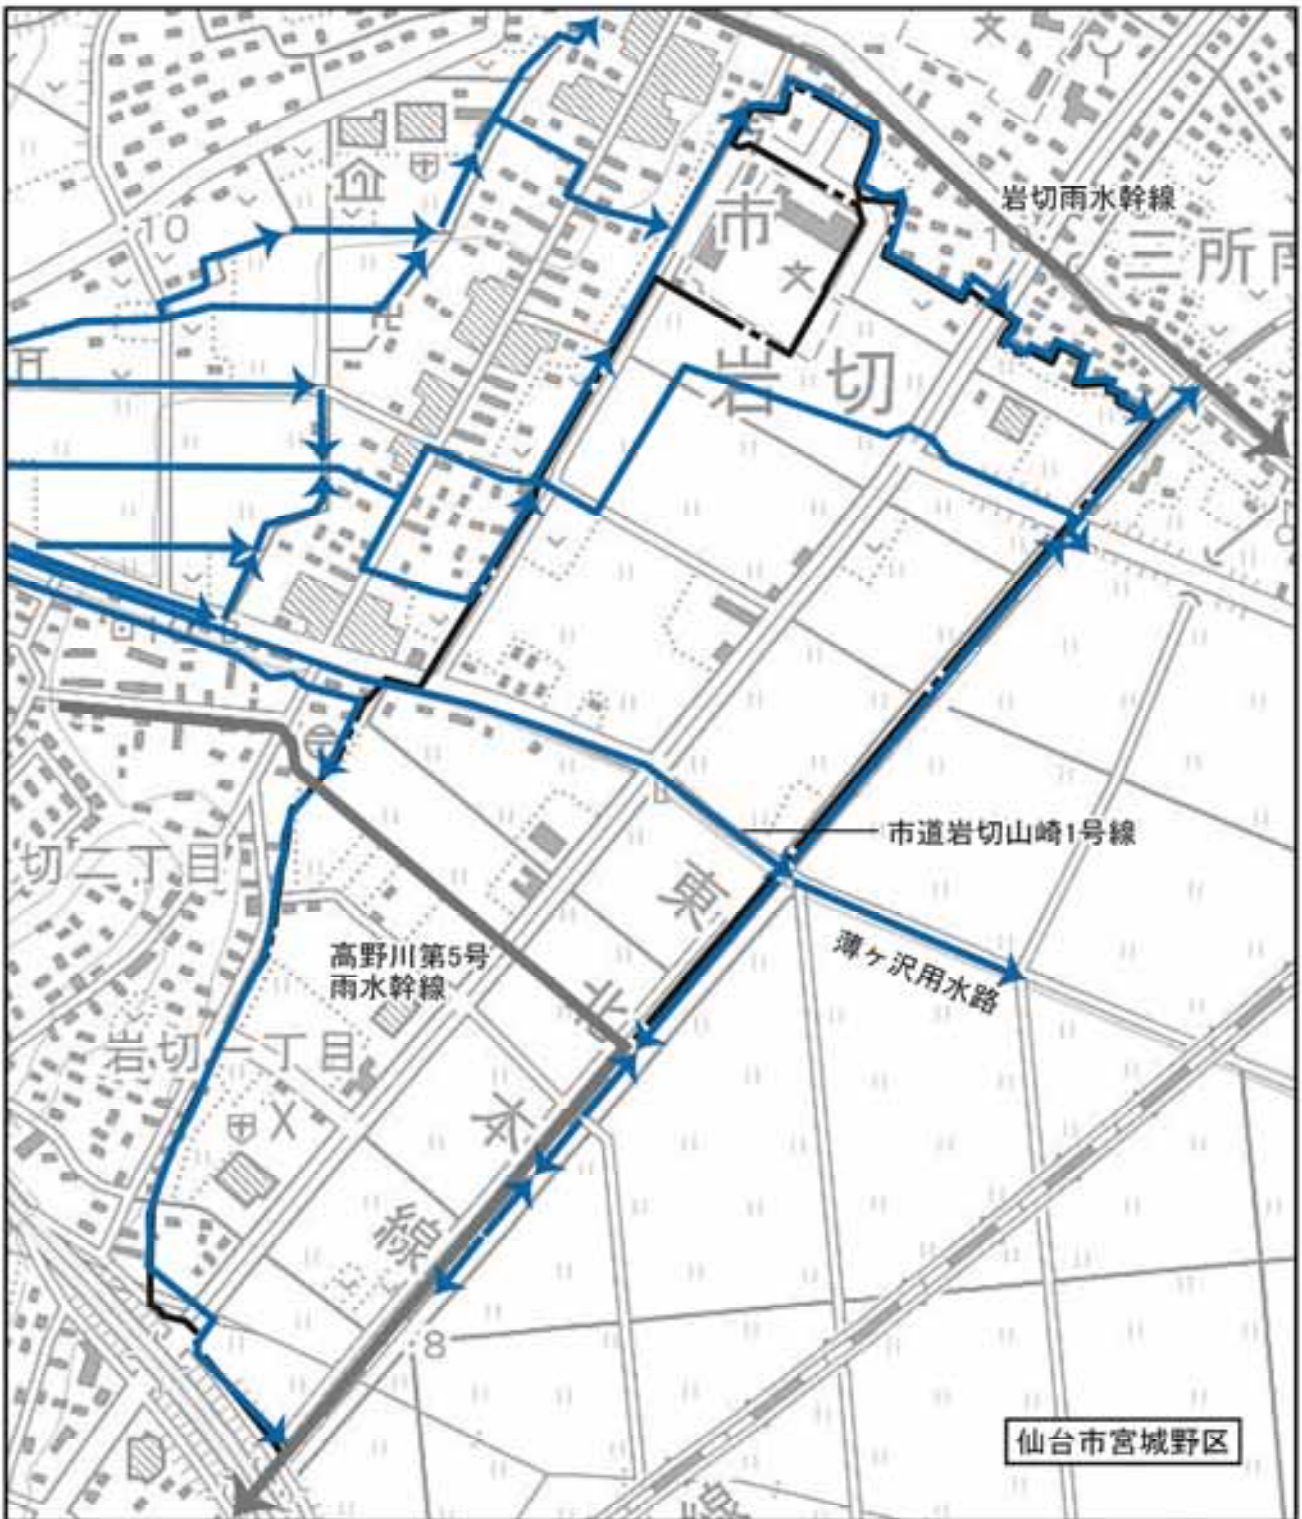 岩切雨水幹線
10
10
市
三所南
岩切
市道岩切山崎1号線
切二丁目
東
薄ヶ沢用水路
高野川第5号
雨水幹線
北
岩切一丁目
本
線
8
仙台市宮城野区
線